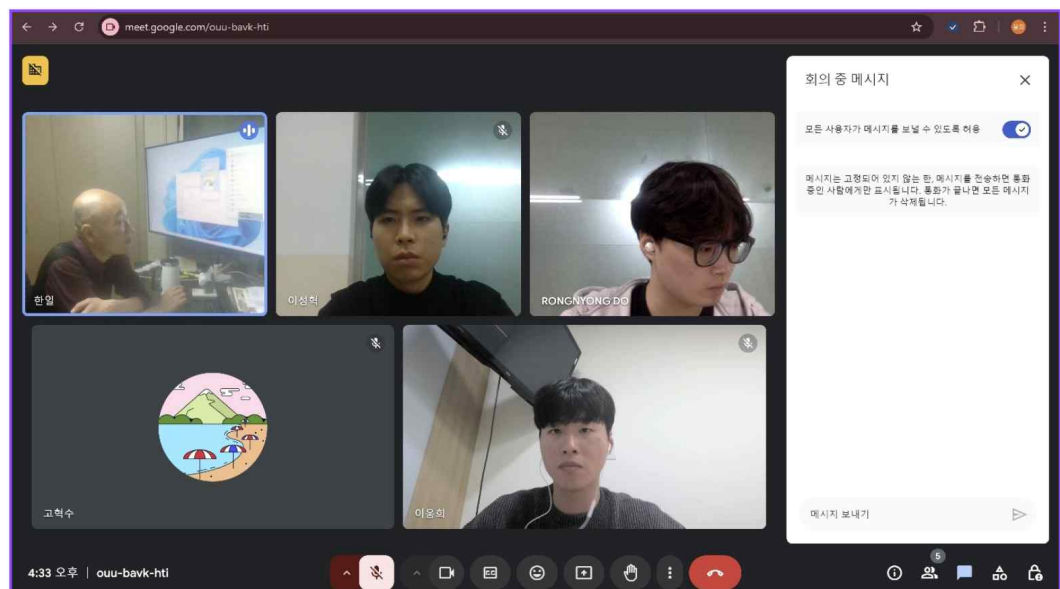 meet.google.com/ouu-bavk-hti
회의 중 메시지
모든 사용자가 메시지를 보낼 수 있도록 허용
메시지는 고정되어 있지 않는 한, 메시지를 전송하면 통화
중인 사람에게만 표시됩니다. 통화가 끝나면 모든 메시지
가 삭제됩니다.
한일
이성혁
RONGNYONG DO
고혁수
이웅희
메시지 보내기
4:33 오후 | ouu-bavk-hti
CC
5